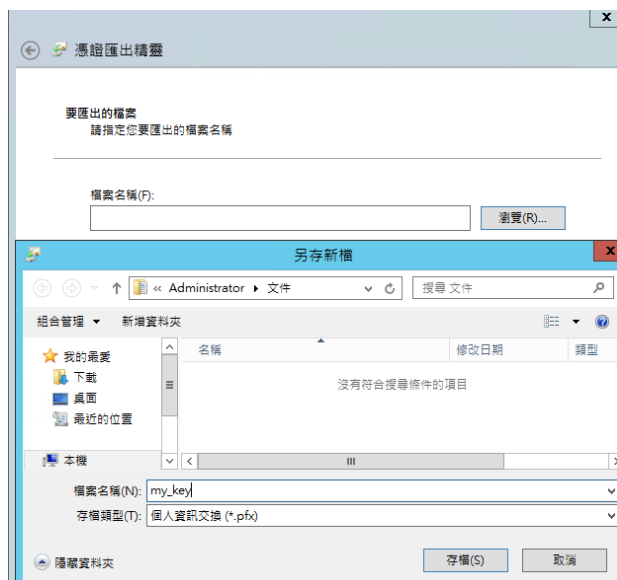 x
憑證匯出精靈
要匯出的檔案
請指定您要匯出的檔案名稱
檔案名稱(F):
瀏覽(R)...
另存新檔
x
« Administrator ▸ 文件
搜尋 文件
組合管理 ▼ 新增資料夾
我的最愛
下載
桌面
最近的位置
本機
名稱 修改日期 類型
沒有符合搜尋條件的項目
檔案名稱(N): my_key
存檔類型(T): 個人資訊交換 (*.pfx)
隱藏資料夾
存檔(S) 取消